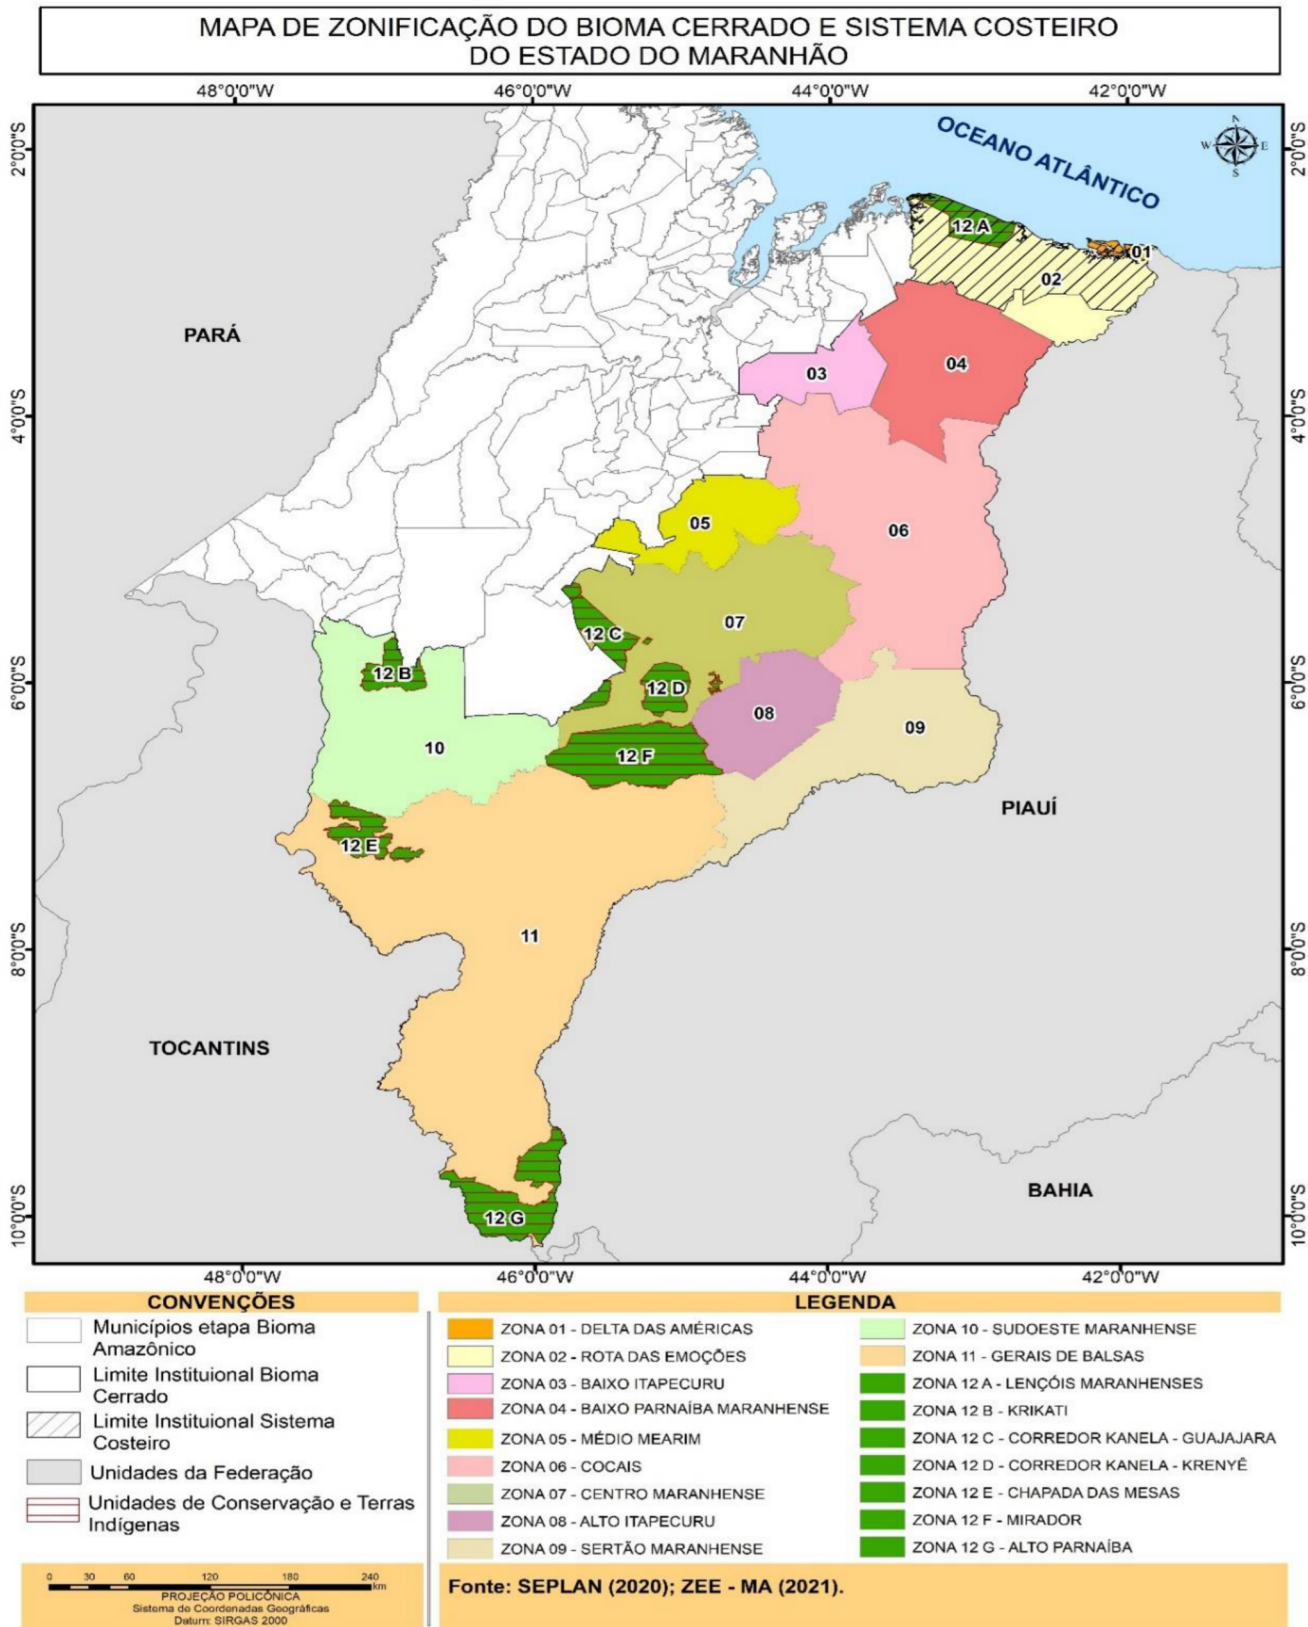 MAPA DE ZONIFICAÇÃO DO BIOMA CERRADO E SISTEMA COSTEIRO
DO ESTADO DO MARANHÃO
48°0'0"W 46°0'0"W 44°0'0"W 42°0'0"W
2°0'0"S 2°0'0"S
OCEANO ATLÂNTICO
N
W E
S
12 A
01
02
PARÁ
03
04
4°0'0"S 4°0'0"S
05
06
07
12 C
12 B
12 D
6°0'0"S 6°0'0"S
08
09
10
12 F
PIAUÍ
12 E
11
8°0'0"S 8°0'0"S
TOCANTINS
BAHIA
12 G
10°0'0"S 10°0'0"S
48°0'0"W 46°0'0"W 44°0'0"W 42°0'0"W
CONVENÇÕES
Municípios etapa Bioma
Amazônico
Limite Instituional Bioma
Cerrado
Limite Instituional Sistema
Costeiro
Unidades da Federação
Unidades de Conservação e Terras
Indígenas
0 30 60 120 180 240
km
PROJEÇÃO POLICÔNICA
Sistema de Coordenadas Geográficas
Datum: SIRGAS 2000
LEGENDA
ZONA 01 - DELTA DAS AMÉRICAS
ZONA 02 - ROTA DAS EMOÇÕES
ZONA 03 - BAIXO ITAPECURU
ZONA 04 - BAIXO PARNAÍBA MARANHENSE
ZONA 05 - MÉDIO MEARIM
ZONA 06 - COCAIS
ZONA 07 - CENTRO MARANHENSE
ZONA 08 - ALTO ITAPECURU
ZONA 09 - SERTÃO MARANHENSE
ZONA 10 - SUDOESTE MARANHENSE
ZONA 11 - GERAIS DE BALSAS
ZONA 12 A - LENÇÓIS MARANHENSES
ZONA 12 B - KRIKATI
ZONA 12 C - CORREDOR KANELA - GUAJAJARA
ZONA 12 D - CORREDOR KANELA - KRENYÊ
ZONA 12 E - CHAPADA DAS MESAS
ZONA 12 F - MIRADOR
ZONA 12 G - ALTO PARNAÍBA
Fonte: SEPLAN (2020); ZEE - MA (2021).